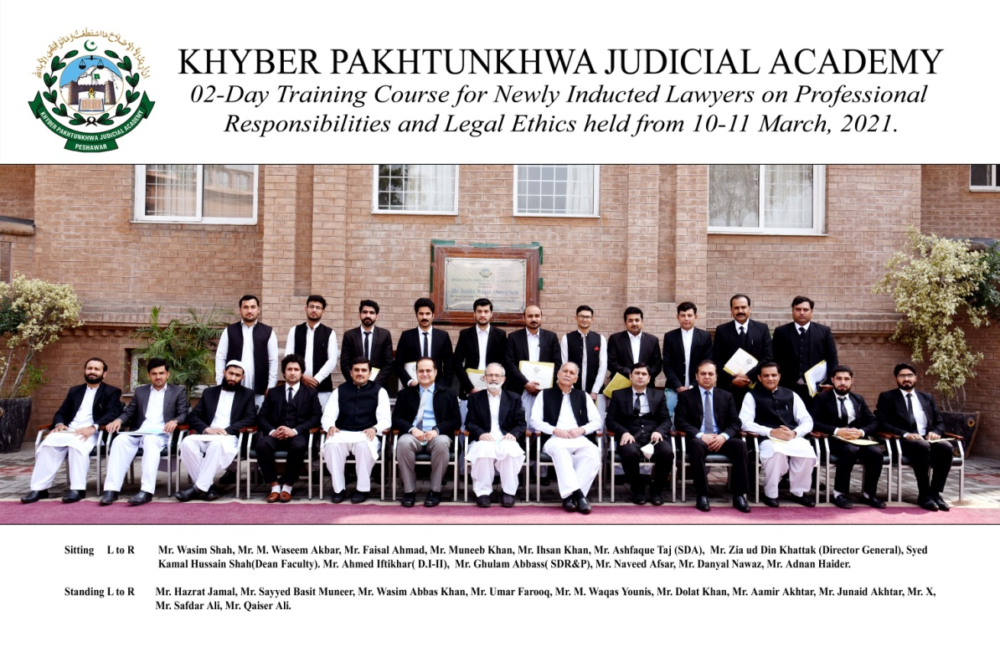 KHYBER PAKHTUNKHWA JUDICIAL ACADEMY
02-Day Training Course for Newly Inducted Lawyers on Professional
Responsibilities and Legal Ethics held from 10-11 March, 2021.
KHYBER PAKHTUNKHWA JUDICIAL ACADEMY
PESHAWAR
Mr. Justice Waqar Ahmad Seth
Sitting L to R Mr. Wasim Shah, Mr. M. Waseem Akbar, Mr. Faisal Ahmad, Mr. Muneeb Khan, Mr. Ihsan Khan, Mr. Ashfaque Taj (SDA), Mr. Zia ud Din Khattak (Director General), Syed
Kamal Hussain Shah(Dean Faculty). Mr. Ahmed Iftikhar( D.I-II), Mr. Ghulam Abbass( SDR&P), Mr. Naveed Afsar, Mr. Danyal Nawaz, Mr. Adnan Haider.
Standing L to R Mr. Hazrat Jamal, Mr. Sayyed Basit Muneer, Mr. Wasim Abbas Khan, Mr. Umar Farooq, Mr. M. Waqas Younis, Mr. Dolat Khan, Mr. Aamir Akhtar, Mr. Junaid Akhtar, Mr. X,
Mr. Safdar Ali, Mr. Qaiser Ali.